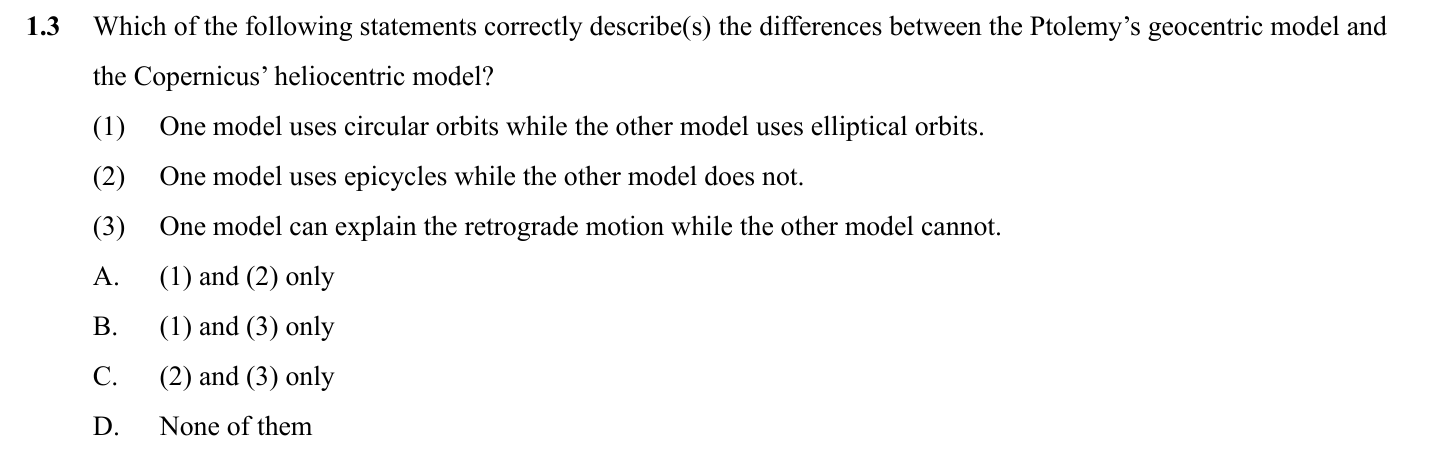 1.3 Which of the following statements correctly describe(s) the differences between the Ptolemy’s geocentric model and
the Copernicus’ heliocentric model?
(1) One model uses circular orbits while the other model uses elliptical orbits.
(2) One model uses epicycles while the other model does not.
(3) One model can explain the retrograde motion while the other model cannot.
A. (1) and (2) only
B. (1) and (3) only
C. (2) and (3) only
D. None of them